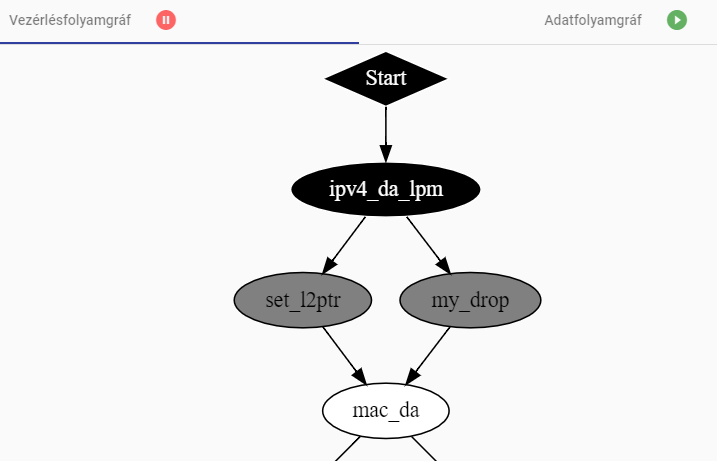 Vezérlésfolyamgráf Adatfolyamgráf
Start
ipv4_da_lpm
set_l2ptr my_drop
mac_da